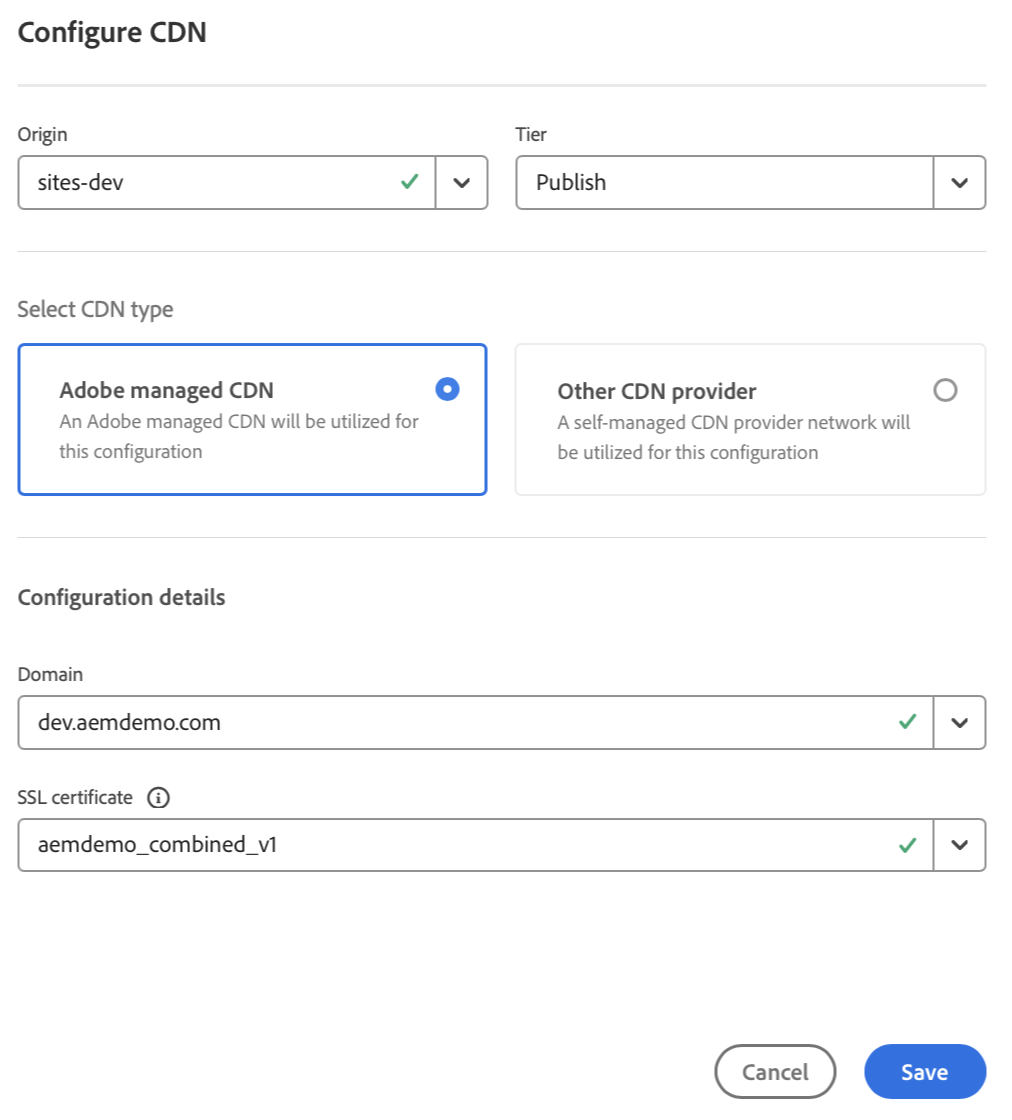 Configure CDN
Origin
Tier
sites-dev
Publish
Select CDN type
Adobe managed CDN
An Adobe managed CDN will be utilized for
this configuration
Other CDN provider
A self-managed CDN provider network will
be utilized for this configuration
Configuration details
Domain
dev.aemdemo.com
SSL certificate
aemdemo_combined_v1
Cancel
Save